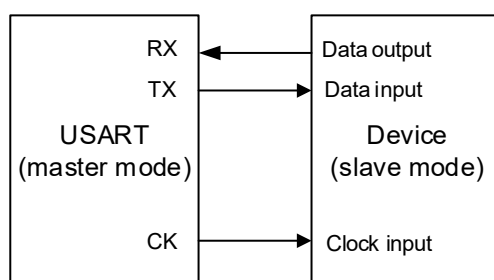 RX
Data output
TX
Data input
USART
(master mode)
Device
(slave mode)
CK
Clock input